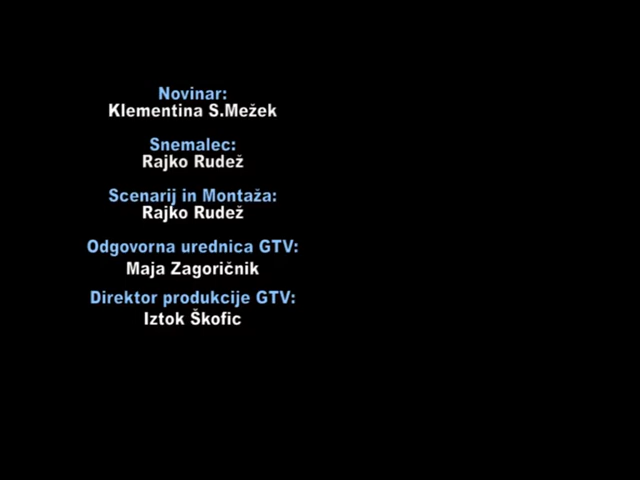 Novinar:
Klementina S.Mežek
Snemalec:
Rajko Rudež
Scenarij in Montaža:
Rajko Rudež
Odgovorna urednica GTV:
Maja Zagoričnik
Direktor produkcije GTV:
Iztok Škofic